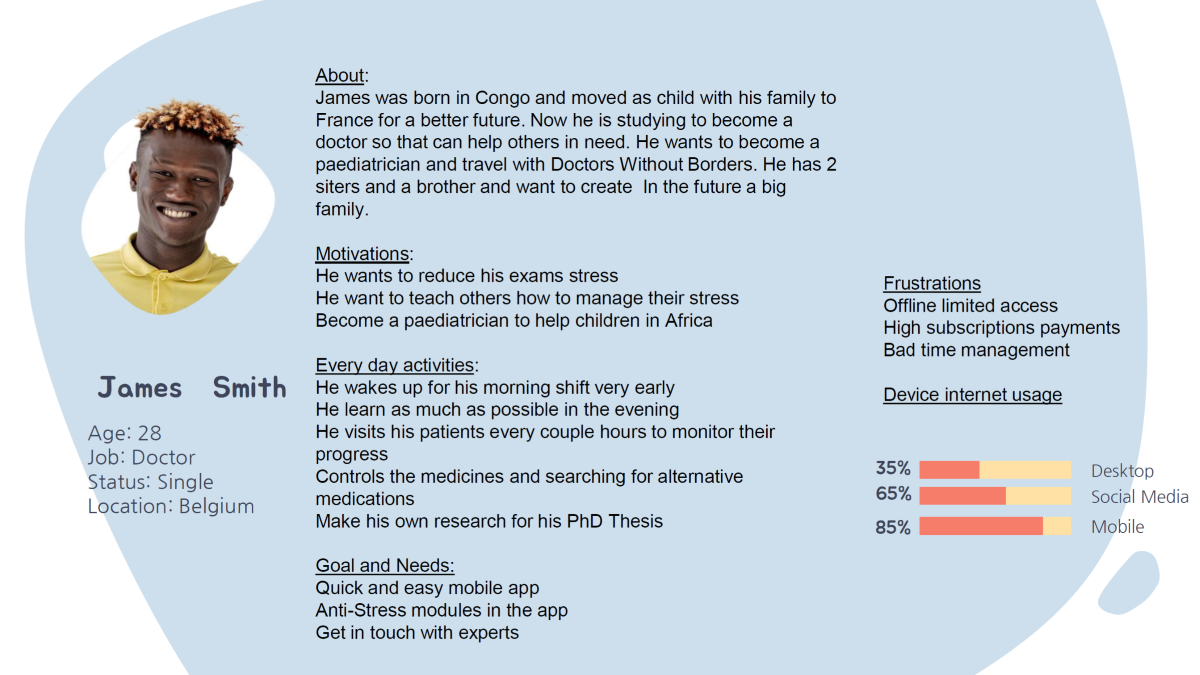 About:
James was born in Congo and moved as child with his family to
France for a better future. Now he is studying to become a
doctor so that can help others in need. He wants to become a
paediatrician and travel with Doctors Without Borders. He has 2
siters and a brother and want to create  In the future a big
family.
Motivations:
He wants to reduce his exams stress
He want to teach others how to manage their stress
Become a paediatrician to help children in Africa
Every day activities:
He wakes up for his morning shift very early
He learn as much as possible in the evening
He visits his patients every couple hours to monitor their
progress
Controls the medicines and searching for alternative
medications
Make his own research for his PhD Thesis
Goal and Needs:
Quick and easy mobile app
Anti-Stress modules in the app
Get in touch with experts
James Smith
Age: 28
Job: Doctor
Status: Single
Location: Belgium
Frustrations
Offline limited access
High subscriptions payments
Bad time management
Device internet usage
35% Desktop
65% Social Media
85% Mobile